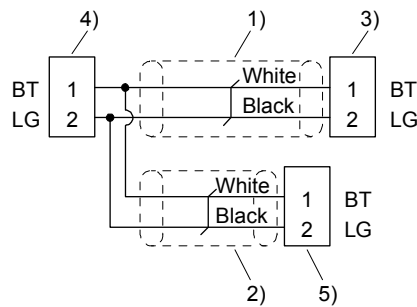 4) 1) 3)
BT 1 White 1 BT
LG 2 Black 2 LG
White 1 BT
Black 2 LG
2) 5)